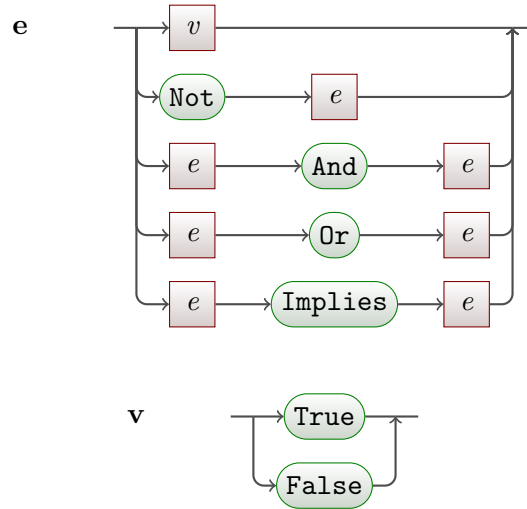 e v
Not e
e And e
e Or e
e Implies e
v True
False